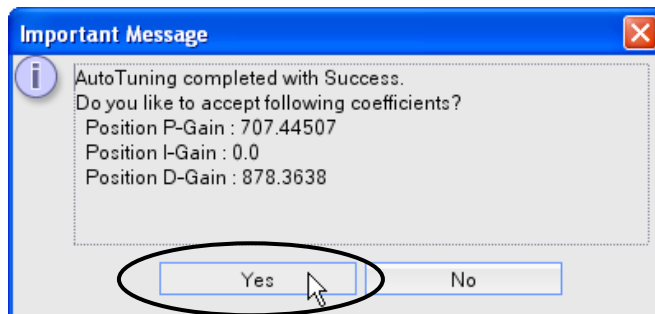 Important Message
AutoTuning completed with Success.
Do you like to accept following coefficients?
Position P-Gain : 707.44507
Position I-Gain : 0.0
Position D-Gain : 878.3638
Yes
No